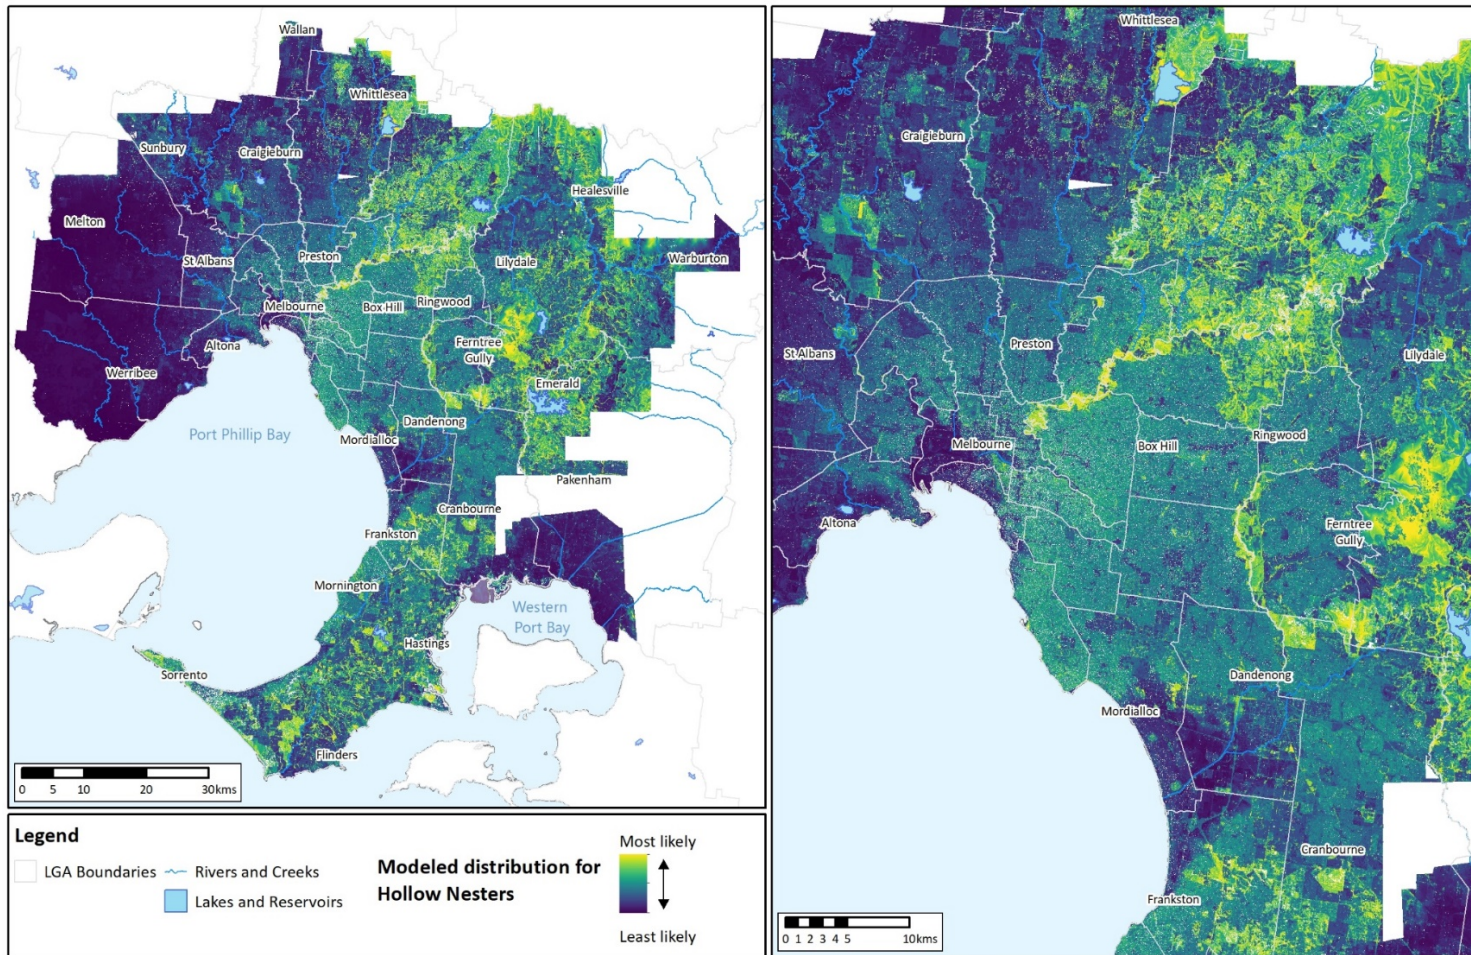 Wallan
Whittlesea
Sunbury
Craigieburn
Healesville
Melton
St Albans
Preston
Lilydale
Warburton
Melbourne
Box Hill
Ringwood
Altona
Ferntree
Gully
Werribee
Emerald
Port Phillip Bay
Dandenong
Mordialloc
Pakenham
Cranbourne
Frankston
Mornington
Western
Port Bay
Hastings
Sorrento
Flinders
0 5 10 20 30kms
Whittlesea
Craigieburn
St Albans
Preston
Lilydale
Melbourne
Box Hill
Ringwood
Altona
Ferntree
Gully
Dandenong
Mordialloc
Cranbourne
Frankston
0 1 2 3 4 5 10kms
Legend
LGA Boundaries
Rivers and Creeks
Lakes and Reservoirs
Modeled distribution for
Hollow Nesters
Most likely
Least likely